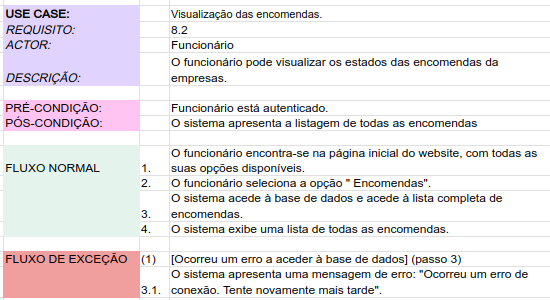 USE CASE: Visualização das encomendas.
REQUISITO: 8.2
ACTOR: Funcionário
DESCRIÇÃO: O funcionário pode visualizar os estados das encomendas da
empresas.
PRÉ-CONDIÇÃO: Funcionário está autenticado.
PÓS-CONDIÇÃO: O sistema apresenta a listagem de todas as encomendas
FLUXO NORMAL 1. O funcionário encontra-se na página inicial do website, com todas as
suas opções disponíveis.
2. O funcionário seleciona a opção " Encomendas".
3. O sistema acede à base de dados e acede à lista completa de
encomendas.
4. O sistema exibe uma lista de todas as encomendas.
FLUXO DE EXCEÇÃO (1) [Ocorreu um erro a aceder à base de dados] (passo 3)
3.1. O sistema apresenta uma mensagem de erro: "Ocorreu um erro de
conexão. Tente novamente mais tarde".